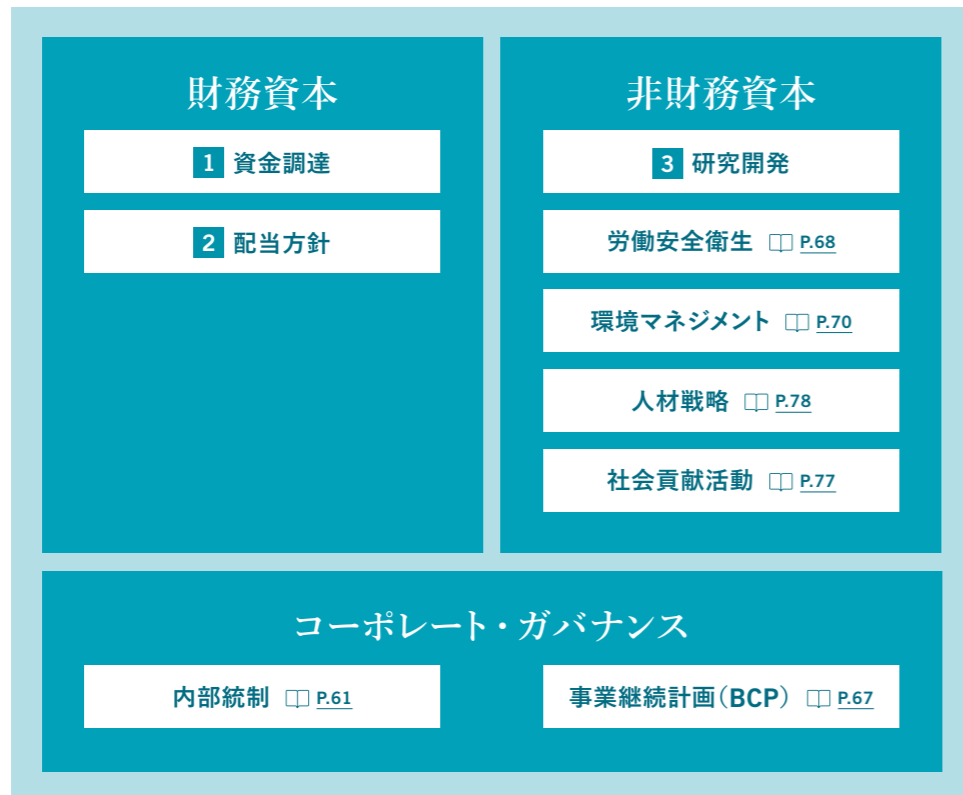 財務資本
1 資金調達
2 配当方針
非財務資本
3 研究開発
労働安全衛生 P.68
環境マネジメント P.70
人材戦略 P.78
社会貢献活動 P.77
コーポレート・ガバナンス
内部統制 P.61
事業継続計画（BCP） P.67